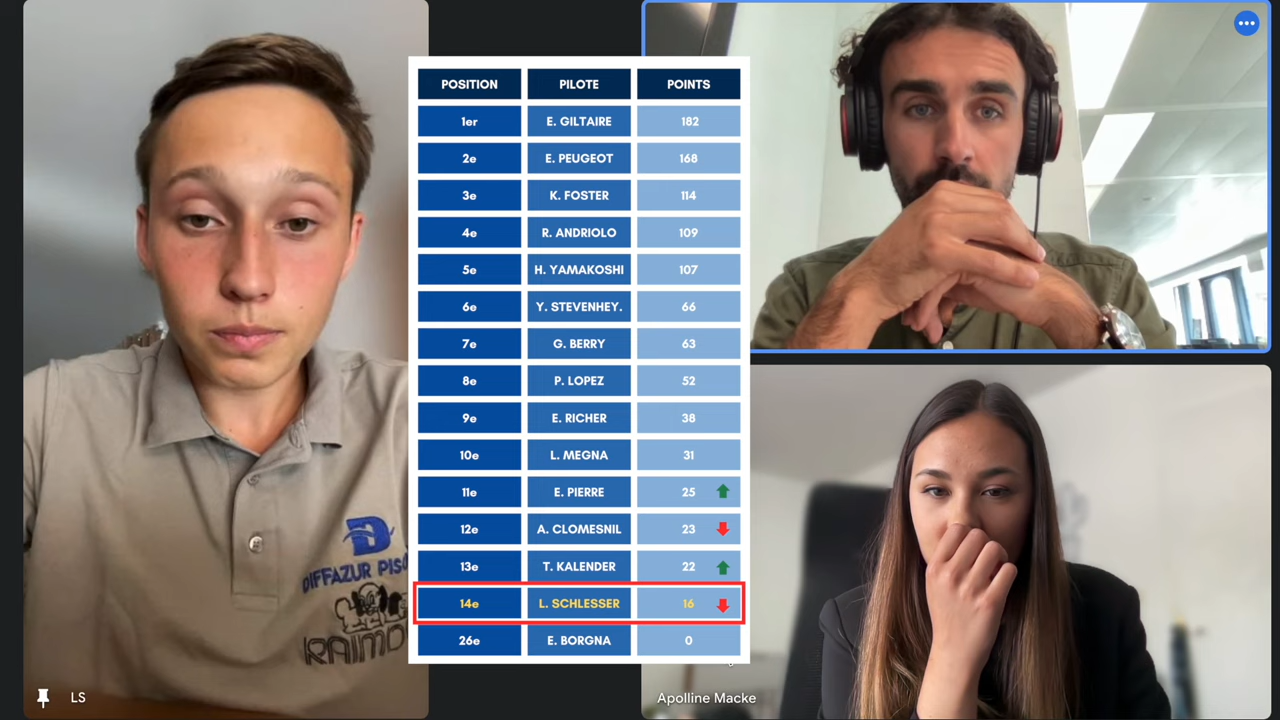 POSITION PILOTE POINTS
1er E. GILTAIRE 182
2e E. PEUGEOT 168
3e K. FOSTER 114
4e R. ANDRIOLO 109
5e H. YAMAKOSHI 107
6e Y. STEVENHEY. 66
7e G. BERRY 63
8e P. LOPEZ 52
9e E. RICHER 38
10e L. MEGNA 31
11e E. PIERRE 25
12e A. CLOMESNIL 23
13e T. KALENDER 22
14e L. SCHLESSER 16
26e E. BORGNA 0
D
DIFFAZUR PISC
KAIMO
LS
Apolline Macke